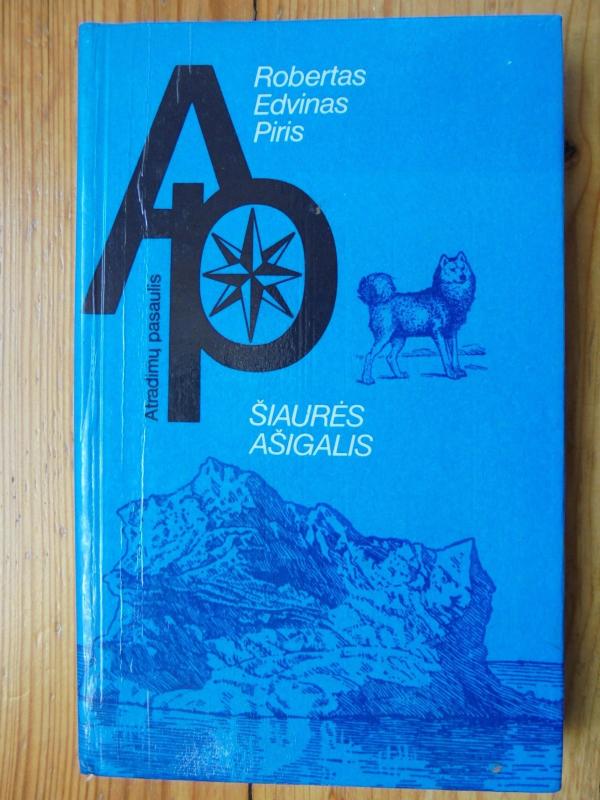 Robertas
Edvinas
Piris
AP
Atradimų pasaulis
ŠIAURĖS
AŠIGALIS